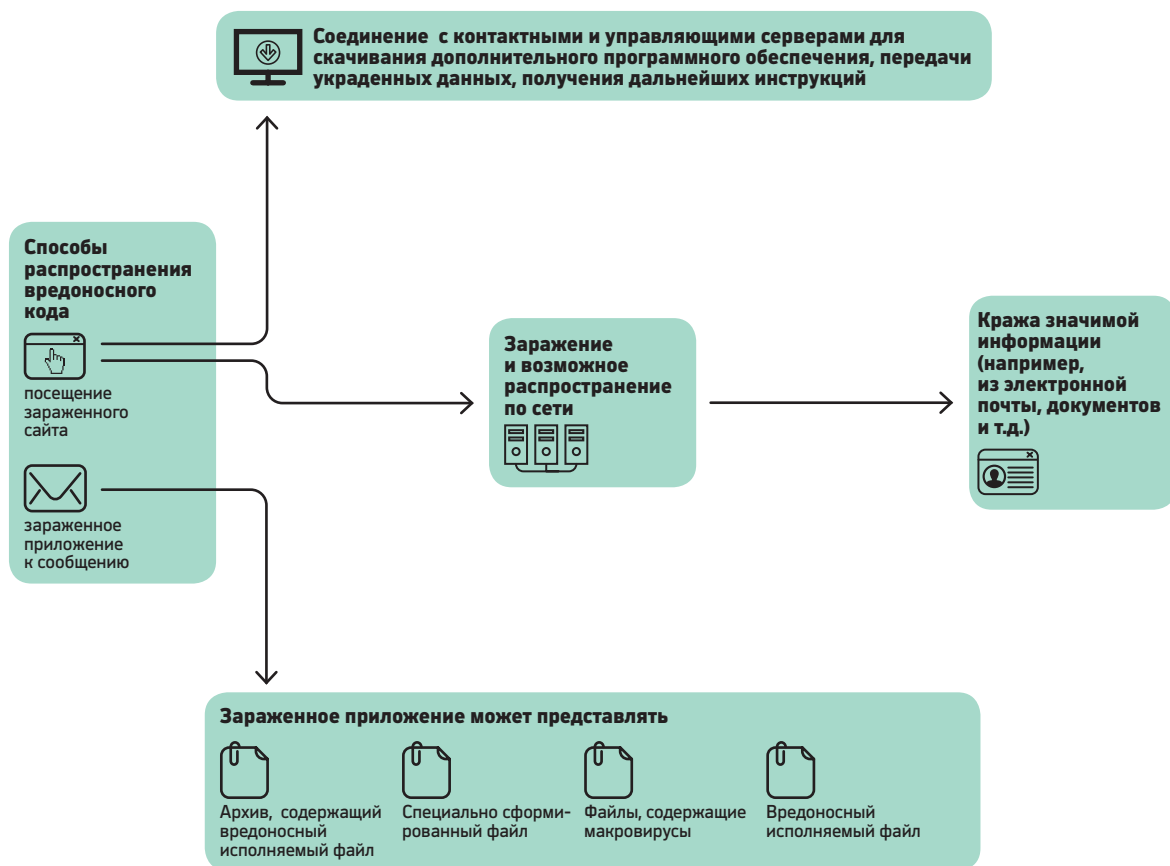 Соединение с контактными и управляющими серверами для
скачивания дополнительного программного обеспечения, передачи
украденных данных, получения дальнейших инструкций
Способы
распространения
вредоносного
кода
посещение
зараженного
сайта
зараженное
приложение
к сообщению
Заражение
и возможное
распространение
по сети
Кража значимой
информации
(например,
из электронной
почты, документов
и т.д.)
Зараженное приложение может представлять
Архив, содержащий
вредоносный
исполняемый файл
Специально сформи-
рованный файл
Файлы, содержащие
макровирусы
Вредоносный
исполняемый файл